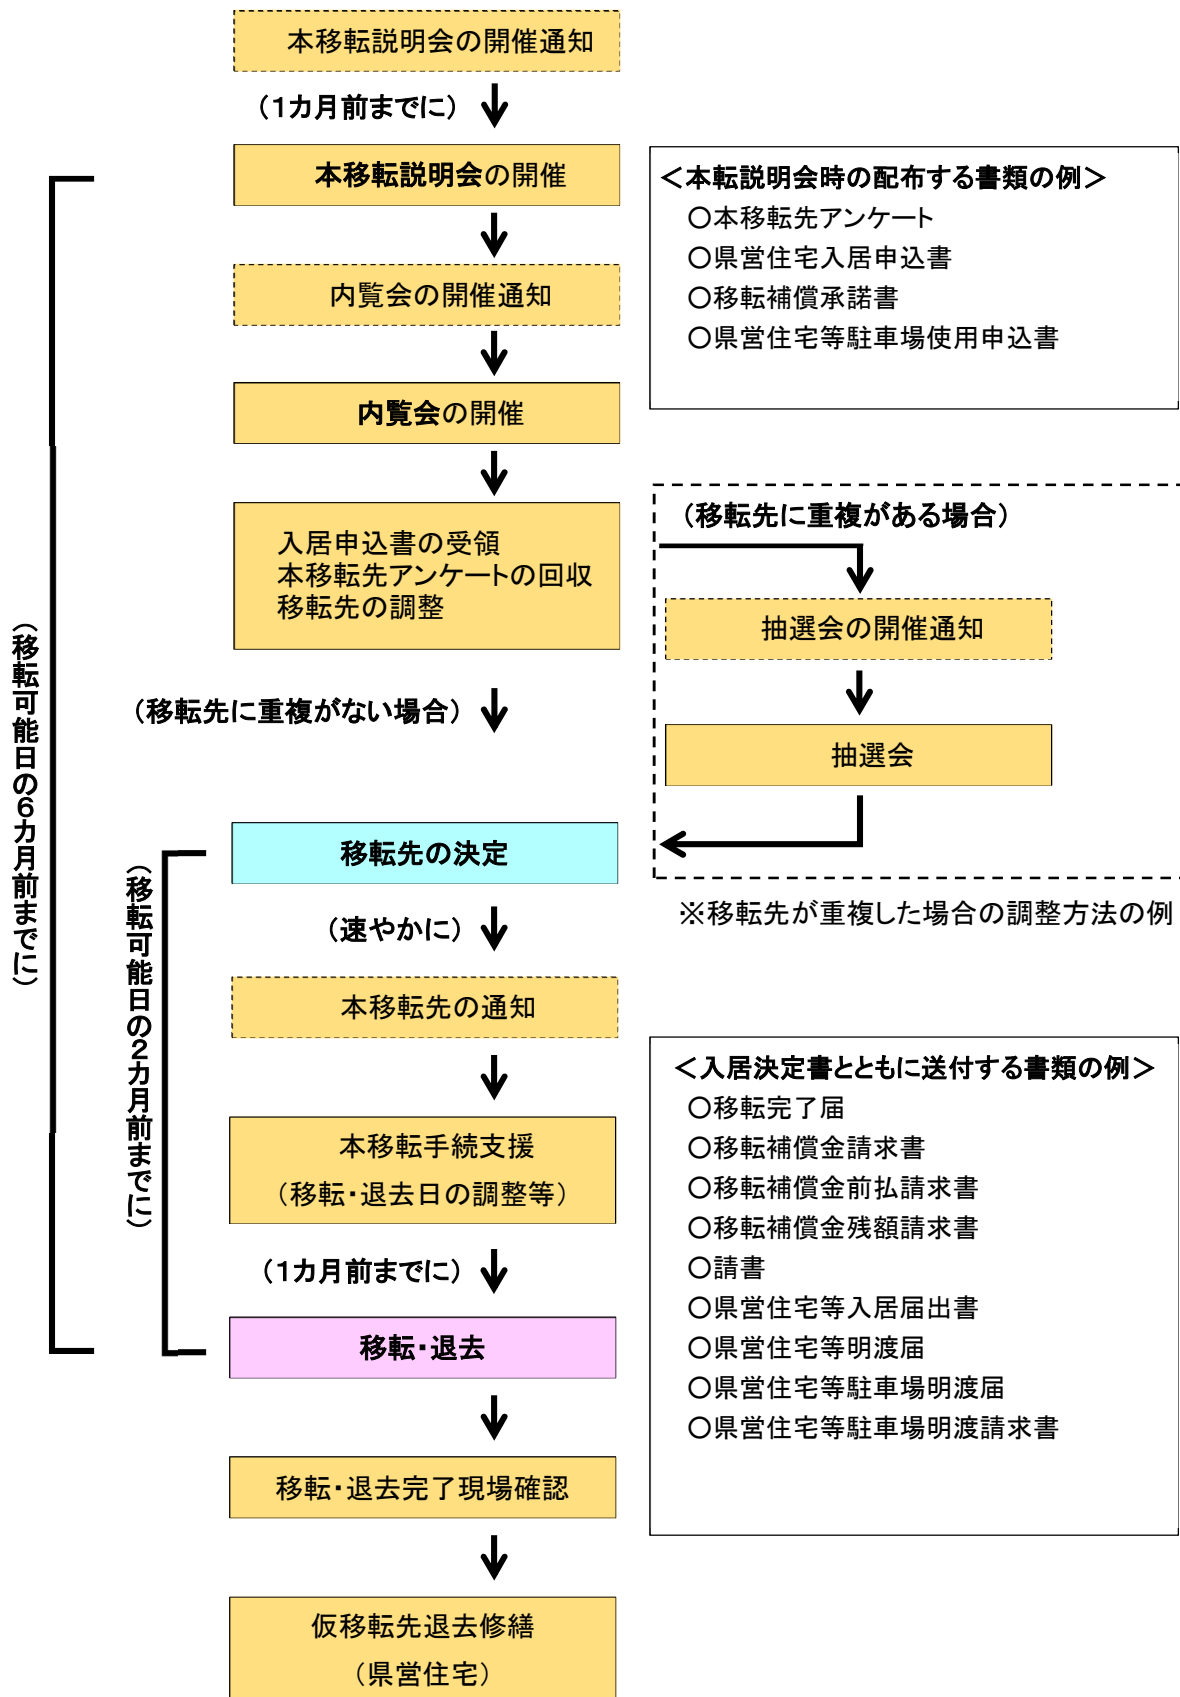 本移転説明会の開催通知
（１カ月前までに）
本移転説明会の開催
＜本転説明会時の配布する書類の例＞
○本移転先アンケート
○県営住宅入居申込書
○移転補償承諾書
○県営住宅等駐車場使用申込書
内覧会の開催通知
内覧会の開催
入居申込書の受領
本移転先アンケートの回収
移転先の調整
（移転先に重複がある場合）
抽選会の開催通知
抽選会
（移転先に重複がない場合）
（移転可能日の６カ月前までに）
移転先の決定
※移転先が重複した場合の調整方法の例
（移転可能日の２カ月前までに）
（速やかに）
本移転先の通知
本移転手続支援
（移転・退去日の調整等）
（１カ月前までに）
移転・退去
移転・退去完了現場確認
仮移転先退去修繕
（県営住宅）
＜入居決定書とともに送付する書類の例＞
○移転完了届
○移転補償金請求書
○移転補償金前払請求書
○移転補償金残額請求書
○請書
○県営住宅等入居届出書
○県営住宅等明渡届
○県営住宅等駐車場明渡届
○県営住宅等駐車場明渡請求書